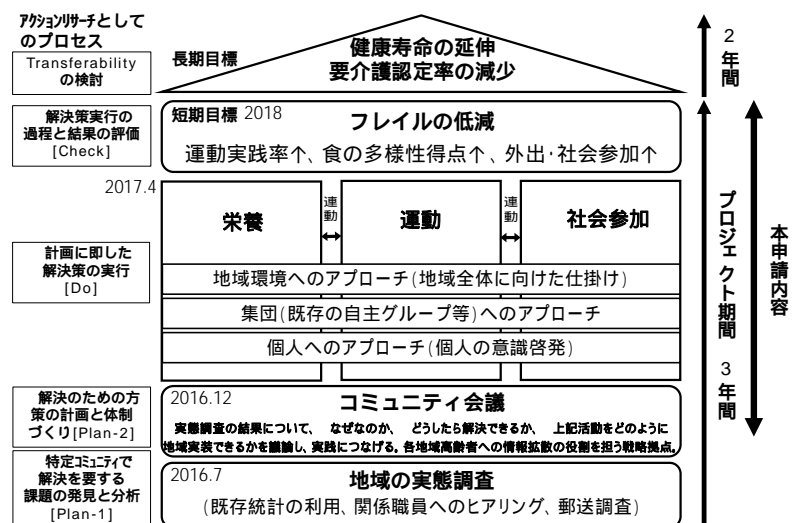 アクションリサーチとして
のプロセス
Transferability
の検討
長期目標
健康寿命の延伸
要介護認定率の減少
解決策実行の
過程と結果の評価
[Check]
短期目標 2018
フレイルの低減
運動実践率↑、食の多様性得点↑、外出・社会参加↑
2017.4
栄養
連動
運動
連動
社会参加
計画に即した
解決策の実行
[Do]
地域環境へのアプローチ(地域全体に向けた仕掛け)
集団(既存の自主グループ等)へのアプローチ
個人へのアプローチ(個人の意識啓発)
解決のための方
策の計画と体制
づくり[Plan-2]
2016.12
コミュニティ会議
実態調査の結果について、なぜなのか、どうしたら解決できるか、上記活動をどのように
地域実装できるかを議論し、実践につなげる。各地域高齢者への情報拡散の役割を担う戦略拠点。
特定コミュニティで
解決を要する
課題の発見と分析
[Plan-1]
2016.7
地域の実態調査
(既存統計の利用、関係職員へのヒアリング、郵送調査)
2年間
プロジェクト期間 3年間
本申請内容